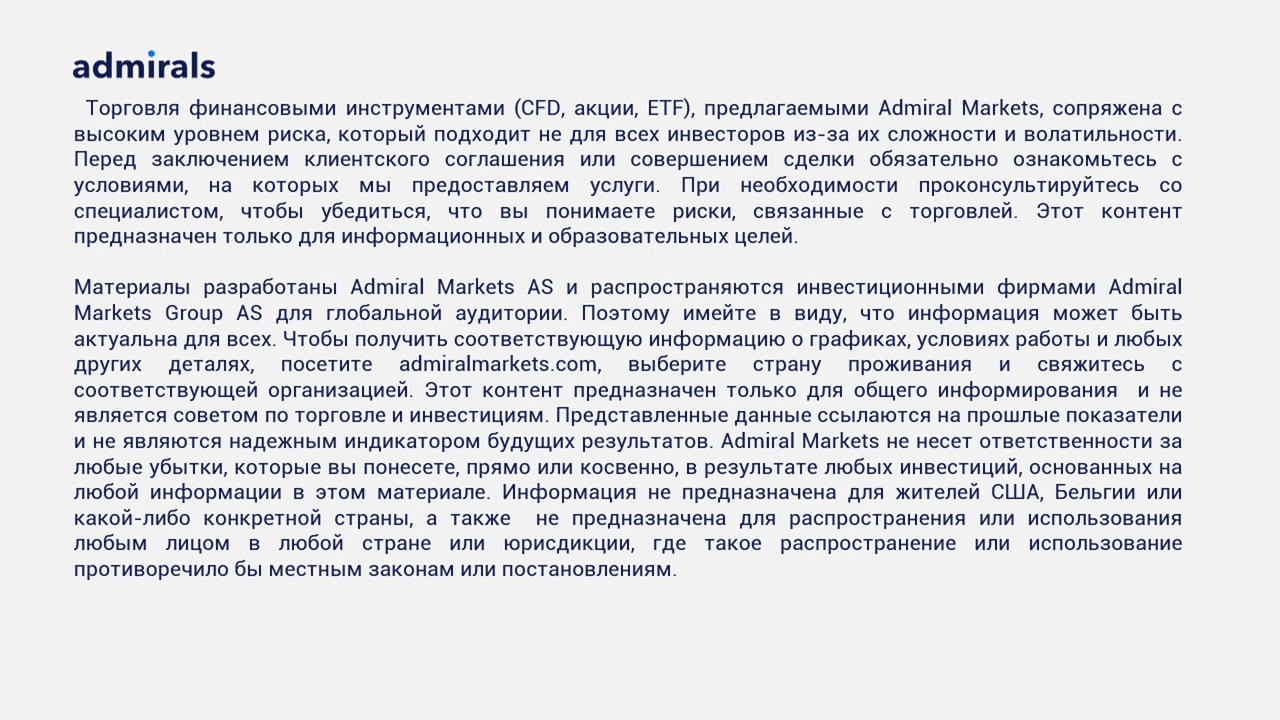 admirals
Торговля финансовыми инструментами (CFD, акции, ETF), предлагаемыми Admiral Markets, сопряжена с
высоким уровнем риска, который подходит не для всех инвесторов из-за их сложности и волатильности.
Перед заключением клиентского соглашения или совершением сделки обязательно ознакомьтесь с
условиями, на которых мы предоставляем услуги. При необходимости проконсультируйтесь со
специалистом, чтобы убедиться, что вы понимаете риски, связанные с торговлей. Этот контент
предназначен только для информационных и образовательных целей.
Материалы разработаны Admiral Markets AS и распространяются инвестиционными фирмами Admiral
Markets Group AS для глобальной аудитории. Поэтому имейте в виду, что информация может быть
актуальна для всех. Чтобы получить соответствующую информацию о графиках, условиях работы и любых
других деталях, посетите admiralmarkets.com, выберите страну проживания и свяжитесь с
соответствующей организацией. Этот контент предназначен только для общего информирования и не
является советом по торговле и инвестициям. Представленные данные ссылаются на прошлые показатели
и не являются надежным индикатором будущих результатов. Admiral Markets не несет ответственности за
любые убытки, которые вы понесете, прямо или косвенно, в результате любых инвестиций, основанных на
любой информации в этом материале. Информация не предназначена для жителей США, Бельгии или
какой-либо конкретной страны, а также не предназначена для распространения или использования
любым лицом в любой стране или юрисдикции, где такое распространение или использование
противоречило бы местным законам или постановлениям.